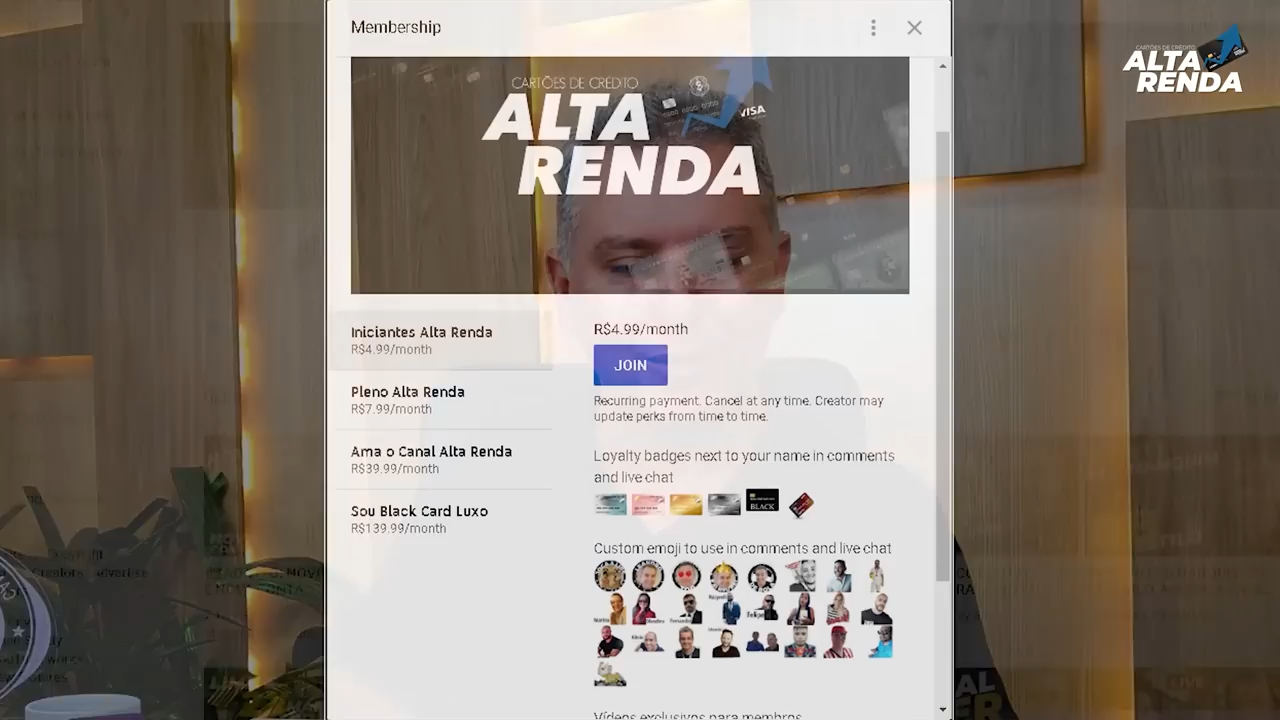 Membership
CARTÕES DE CRÉDITO
ALTA
RENDA
VISA
CARTÕES DE CRÉDITO
ALTA
RENDA
Iniciantes Alta Renda
R$4.99/month
Pleno Alta Renda
R$7.99/month
Ama o Canal Alta Renda
R$39.99/month
Sou Black Card Luxo
R$139.99/month
R$4.99/month
JOIN
Recurring payment. Cancel at any time. Creator may
update perks from time to time.
Loyalty badges next to your name in comments
and live chat
BLACK
Custom emoji to use in comments and live chat
Vídeos exclusivos para membros